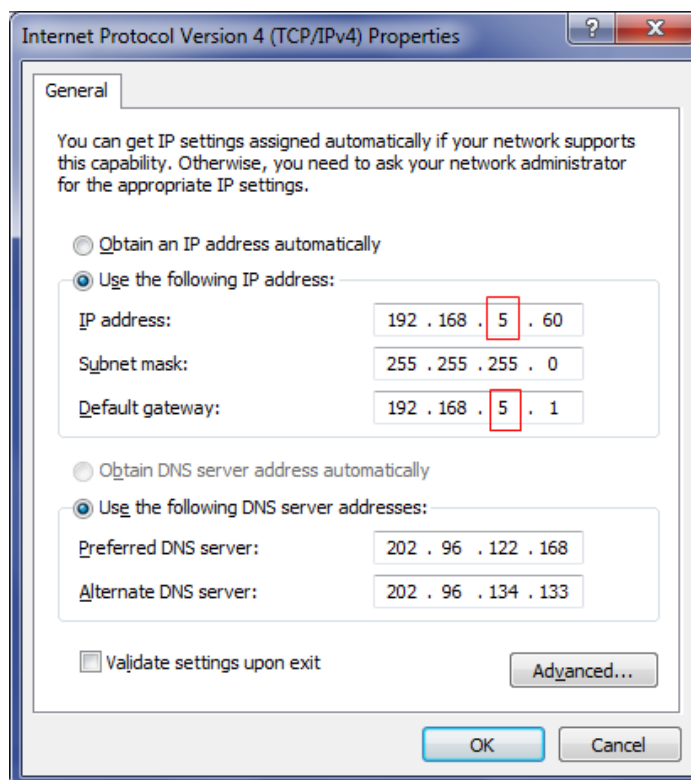 Internet Protocol Version 4 (TCP/IPv4) Properties
?
X
General
You can get IP settings assigned automatically if your network supports
this capability. Otherwise, you need to ask your network administrator
for the appropriate IP settings.
Obtain an IP address automatically
Use the following IP address:
IP address: 192 . 168 . 5 . 60
Subnet mask: 255 . 255 . 255 . 0
Default gateway: 192 . 168 . 5 . 1
Obtain DNS server address automatically
Use the following DNS server addresses:
Preferred DNS server: 202 . 96 . 122 . 168
Alternate DNS server: 202 . 96 . 134 . 133
Validate settings upon exit
Advanced...
OK Cancel